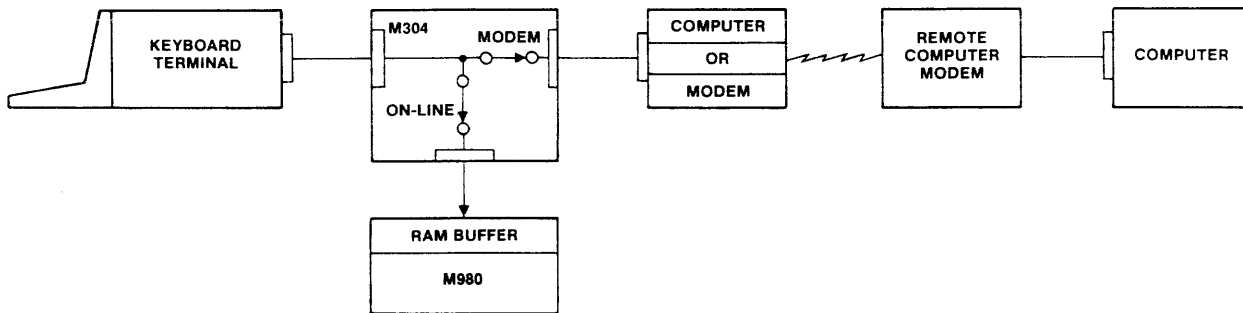 KEYBOARD
TERMINAL
M304
MODEM
ON-LINE
COMPUTER
OR
MODEM
REMOTE
COMPUTER
MODEM
COMPUTER
RAM BUFFER
M980